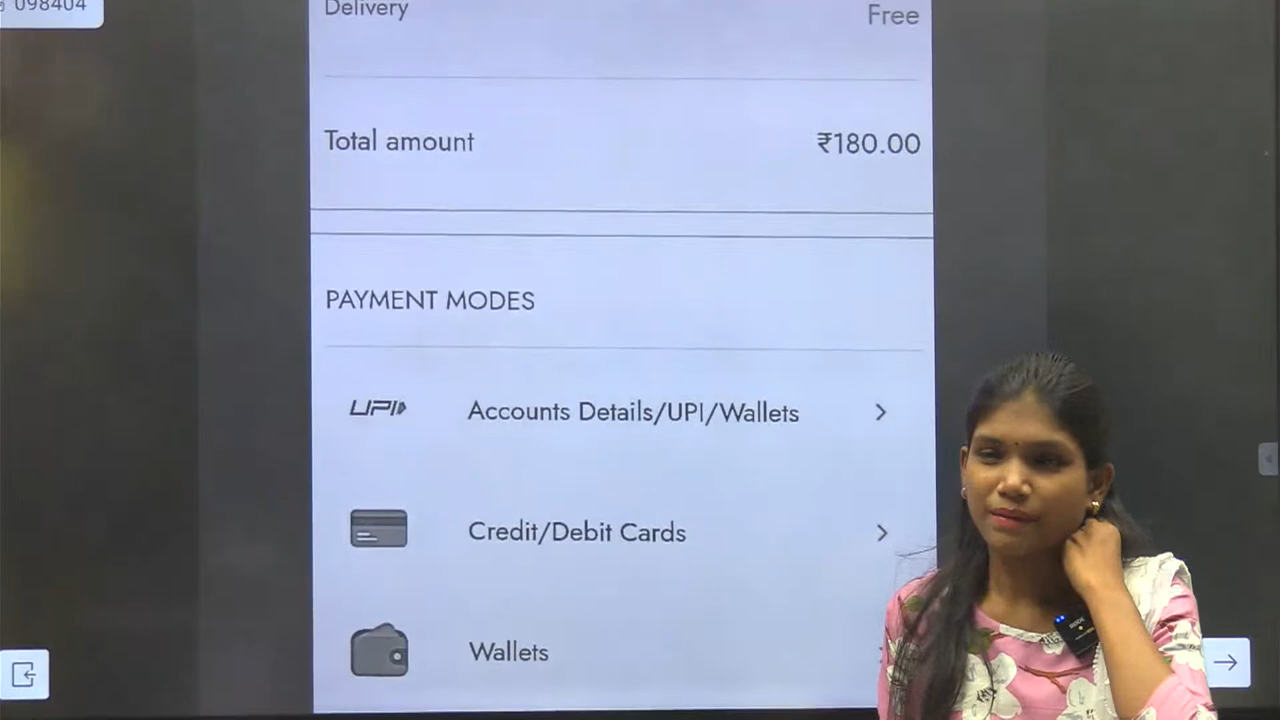 098404
Delivery
Free
Total amount
₹180.00
PAYMENT MODES
UPI
Accounts Details/UPI/Wallets
Credit/Debit Cards
Wallets